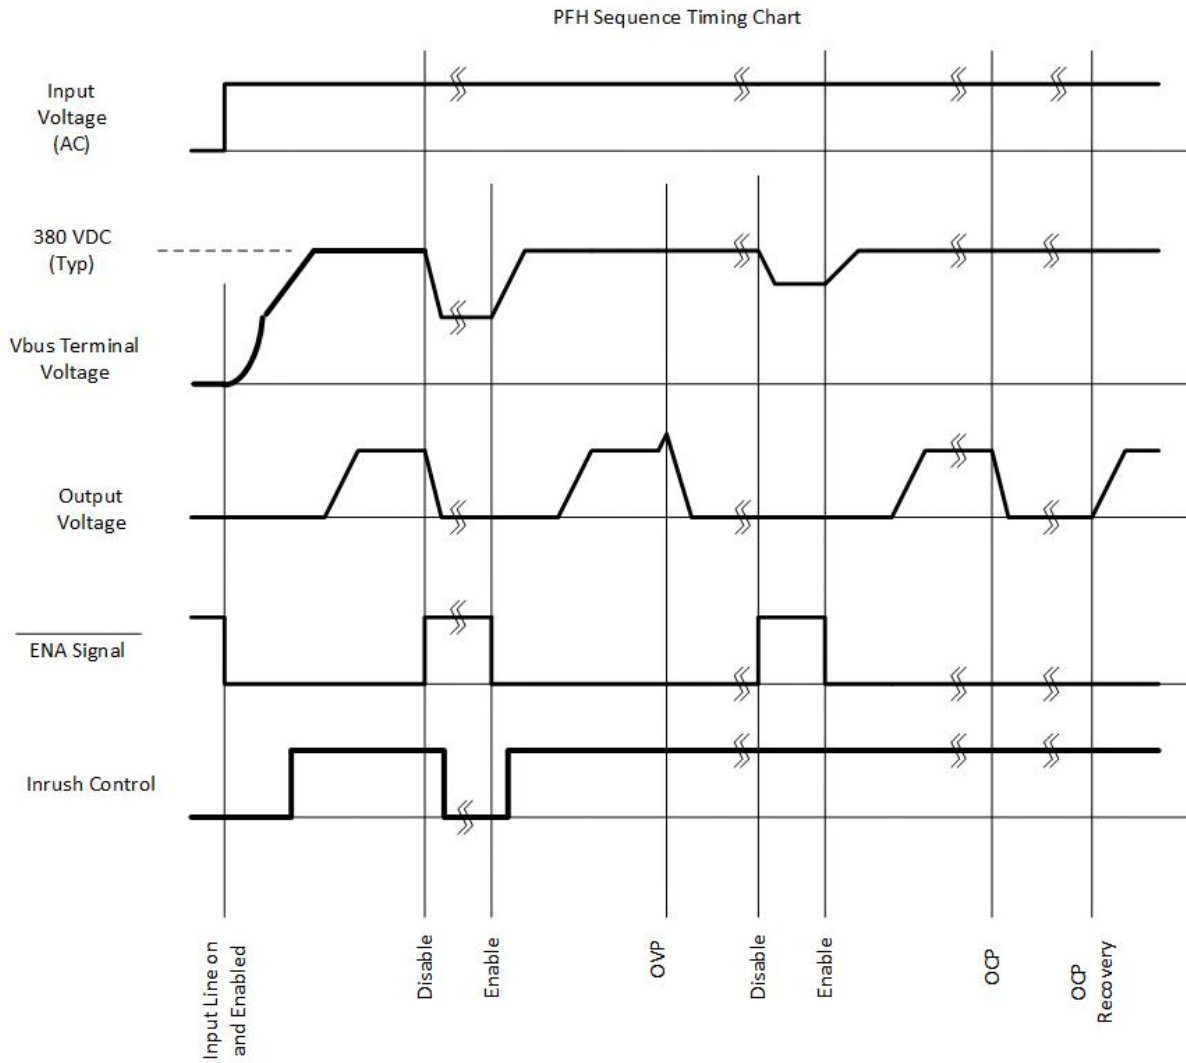 PFH Sequence Timing Chart
Input
Voltage
(AC)
380 VDC
(Typ)
Vbus Terminal
Voltage
Output
Voltage
ENA Signal
Inrush Control
Input Line on
and Enabled
Disable
Enable
OVP
Disable
Enable
OCP
OCP
Recovery